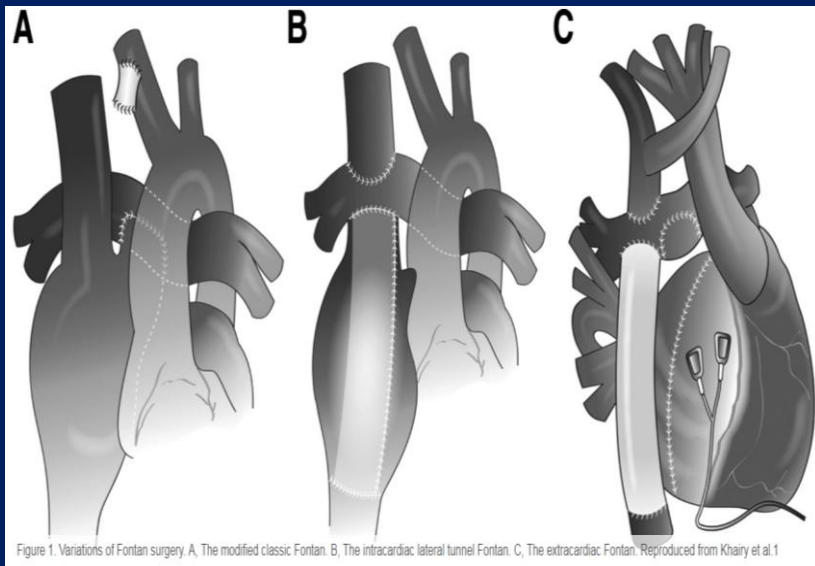 A B C
Figure 1. Variations of Fontan surgery. A, The modified classic Fontan. B, The intracardiac lateral tunnel Fontan. C, The extracardiac Fontan. Reproduced from Khairy et al.1